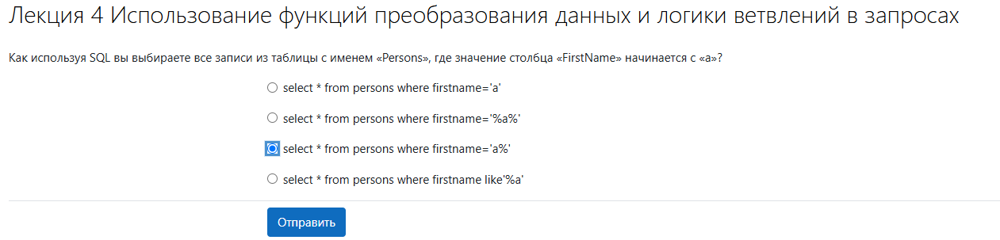 Лекция 4 Использование функций преобразования данных и логики ветвлений в запросах
Как используя SQL вы выбираете все записи из таблицы с именем «Persons», где значение столбца «FirstName» начинается с «a»?
select * from persons where firstname='a'
select * from persons where firstname='%a%'
select * from persons where firstname='a%'
select * from persons where firstname like'%a'
Отправить